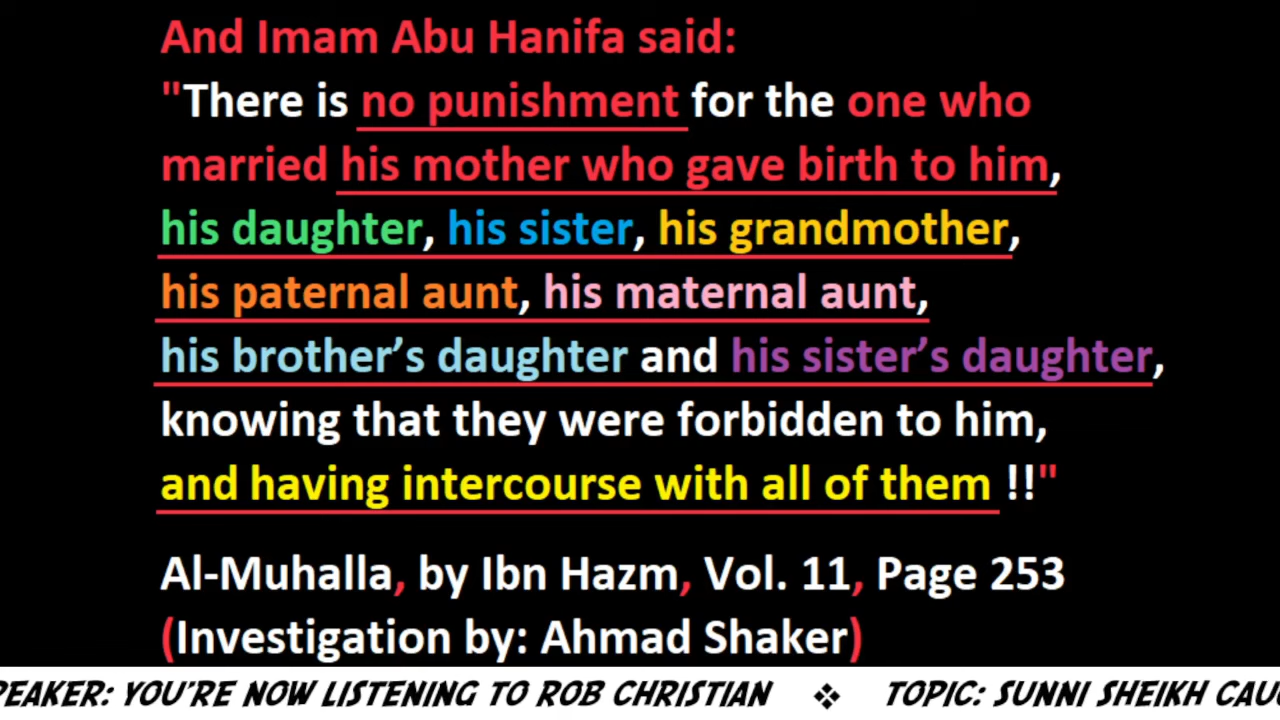 And Imam Abu Hanifa said:
"There is no punishment for the one who
married his mother who gave birth to him,
his daughter, his sister, his grandmother,
his paternal aunt, his maternal aunt,
his brother’s daughter and his sister’s daughter,
knowing that they were forbidden to him,
and having intercourse with all of them !!"
Al-Muhalla, by Ibn Hazm, Vol. 11, Page 253
(Investigation by: Ahmad Shaker)
YOU'RE NOW LISTENING TO ROB CHRISTIAN ❖ TOPIC: SUNNI SHEIKH